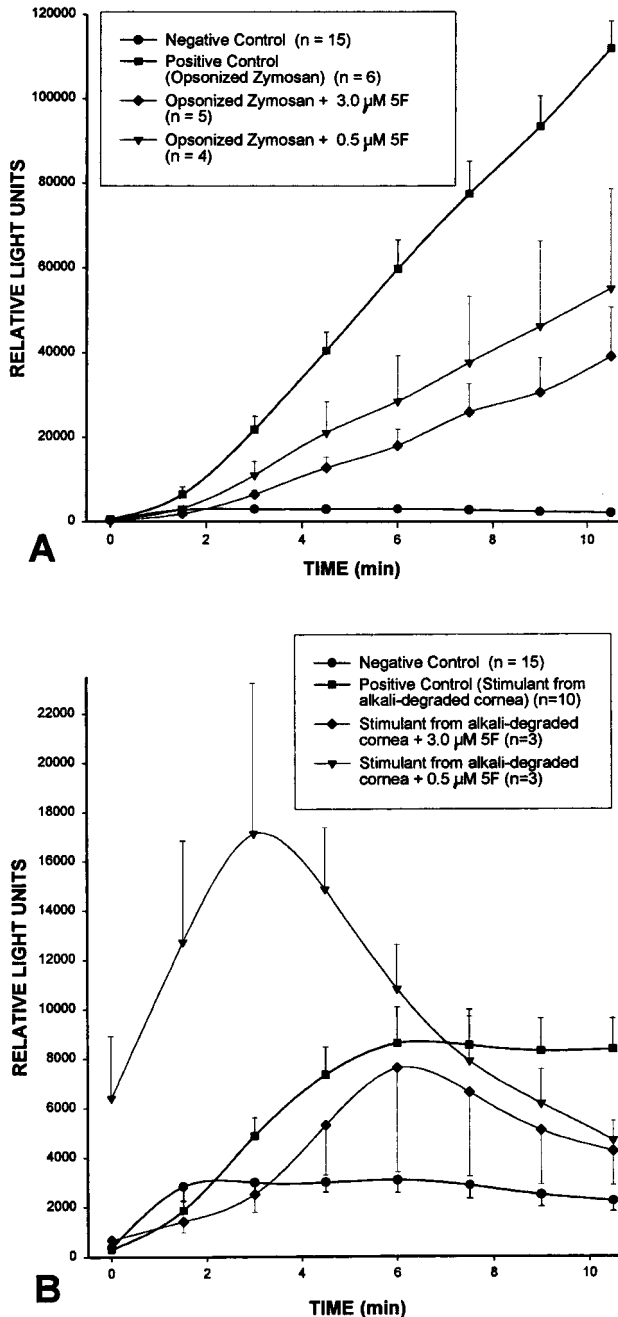 120000
100000
80000
60000
40000
20000
0
RELATIVE LIGHT UNITS
Negative Control (n = 15)
Positive Control
(Opsonized Zymosan) (n = 6)
Opsonized Zymosan + 3.0 µM 5F
(n = 5)
Opsonized Zymosan + 0.5 µM 5F
(n = 4)
0 2 4 6 8 10
TIME (min)
A
Negative Control (n = 15)
Positive Control (Stimulant from
alkali-degraded cornea) (n=10)
Stimulant from alkali-degraded
cornea + 3.0 µM 5F (n=3)
Stimulant from alkali-degraded
cornea + 0.5 µM 5F (n=3)
22000
20000
18000
16000
14000
12000
10000
8000
6000
4000
2000
0
RELATIVE LIGHT UNITS
0 2 4 6 8 10
TIME (min)
B